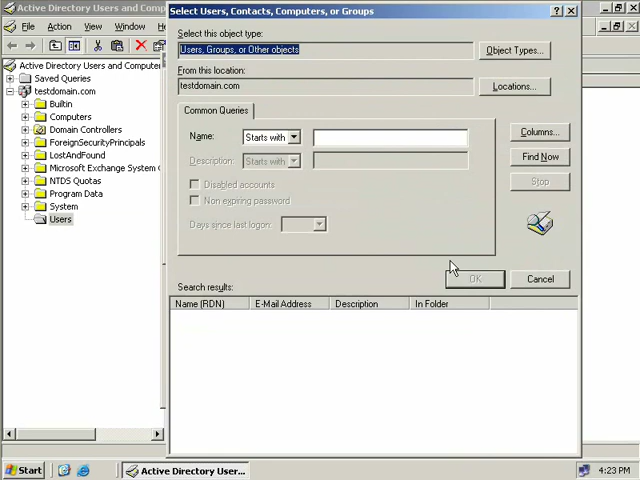 Active Directory Users and Comp
File
Action
View
Window
Active Directory Users and Computer
Saved Queries
testdomain.com
Builtin
Computers
Domain Controllers
ForeignSecurityPrincipals
LostAndFound
Microsoft Exchange System
NTDS Quotas
Program Data
System
Users
Select Users, Contacts, Computers, or Groups
Select this object type:
Users, Groups, or Other objects
Object Types...
From this location:
testdomain.com
Locations...
Common Queries
Name: Starts with
Description: Starts with
Disabled accounts
Non expiring password
Days since last logon:
Columns...
Find Now
Stop
OK
Cancel
Search results:
Name (RDN) E-Mail Address Description In Folder
Start
Active Directory User...
4:23 PM